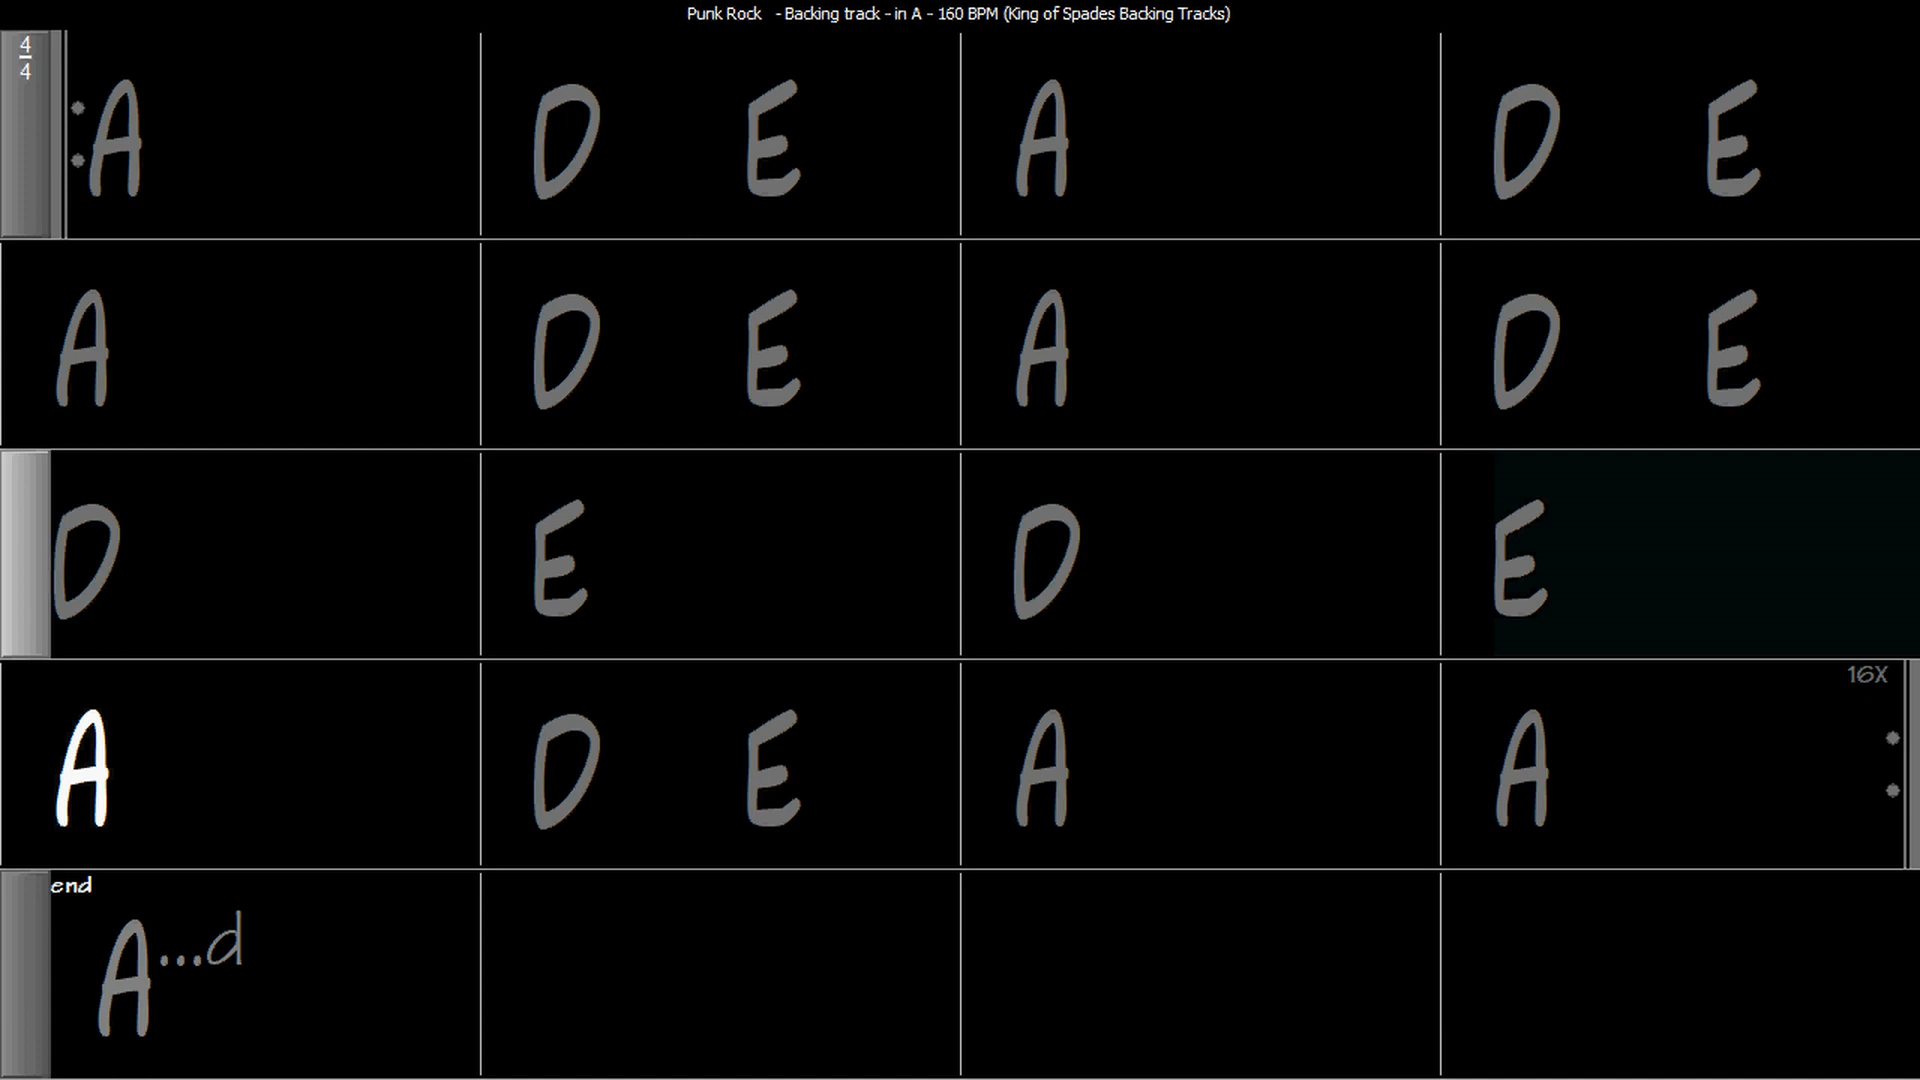 Punk Rock - Backing track - in A - 160 BPM (King of Spades Backing Tracks)
4
4
A D E A D E
A D E A D E
D E D E
16X
A D E A A
end
A...d